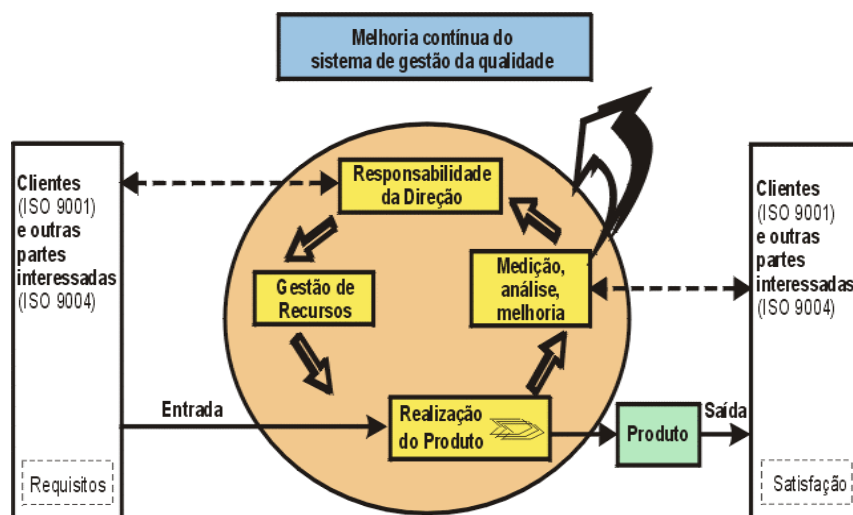 Melhoria contínua do
sistema de gestão da qualidade
Clientes
(ISO 9001)
e outras
partes
interessadas
(ISO 9004)
Responsabilidade
da Direção
Gestão de
Recursos
Medição,
análise,
melhoria
Clientes
(ISO 9001)
e outras
partes
interessadas
(ISO 9004)
Entrada
Realização
do Produto
Produto
Saída
Requisitos
Satisfação